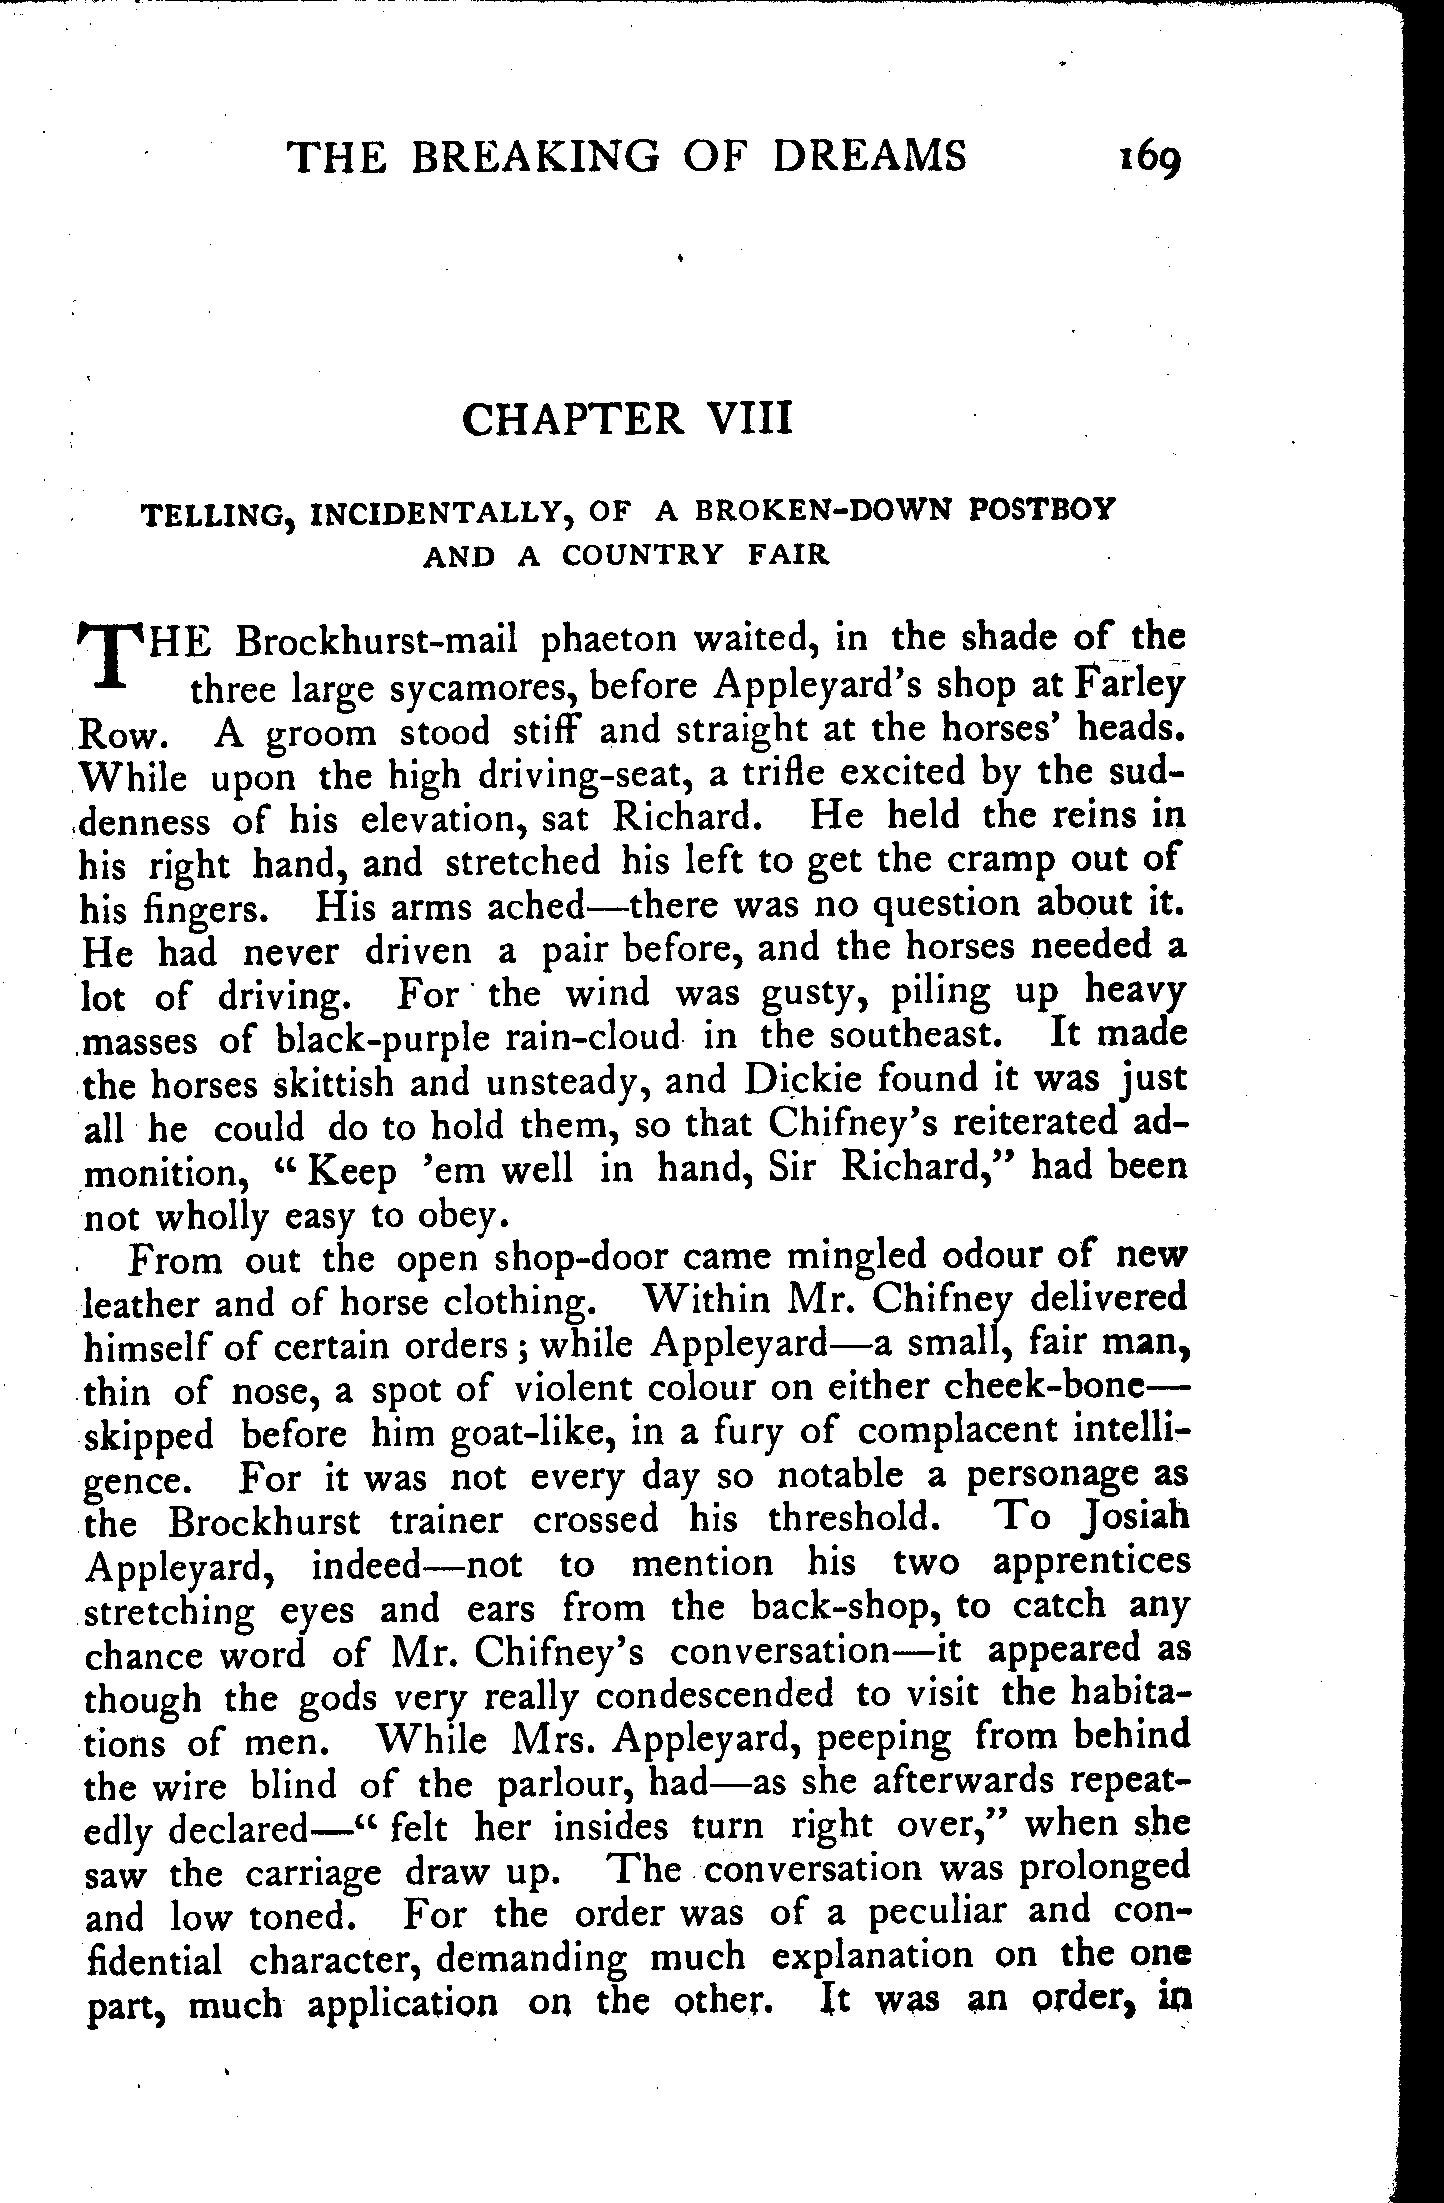 THE BREAKING OF DREAMS 169
CHAPTER VIII
TELLING, INCIDENTALLY, OF A BROKEN-DOWN POSTBOY
AND A COUNTRY FAIR
THE Brockhurst-mail phaeton waited, in the shade of the
three large sycamores, before Appleyard's shop at Farley
Row. A groom stood stiff and straight at the horses' heads.
While upon the high driving-seat, a trifle excited by the sud-
denness of his elevation, sat Richard. He held the reins in
his right hand, and stretched his left to get the cramp out of
his fingers. His arms ached—there was no question about it.
He had never driven a pair before, and the horses needed a
lot of driving. For the wind was gusty, piling up heavy
masses of black-purple rain-cloud in the southeast. It made
the horses skittish and unsteady, and Dickie found it was just
all he could do to hold them, so that Chifney's reiterated ad-
monition, “Keep 'em well in hand, Sir Richard,” had been
not wholly easy to obey.
From out the open shop-door came mingled odour of new
leather and of horse clothing. Within Mr. Chifney delivered
himself of certain orders; while Appleyard—a small, fair man,
thin of nose, a spot of violent colour on either cheek-bone—
skipped before him goat-like, in a fury of complacent intelli-
gence. For it was not every day so notable a personage as
the Brockhurst trainer crossed his threshold. To Josiah
Appleyard, indeed—not to mention his two apprentices
stretching eyes and ears from the back-shop, to catch any
chance word of Mr. Chifney's conversation—it appeared as
though the gods very really condescended to visit the habita-
tions of men. While Mrs. Appleyard, peeping from behind
the wire blind of the parlour, had—as she afterwards repeat-
edly declared—“felt her insides turn right over,” when she
saw the carriage draw up. The conversation was prolonged
and low toned. For the order was of a peculiar and con-
fidential character, demanding much explanation on the one
part, much application on the other. It was an order, in